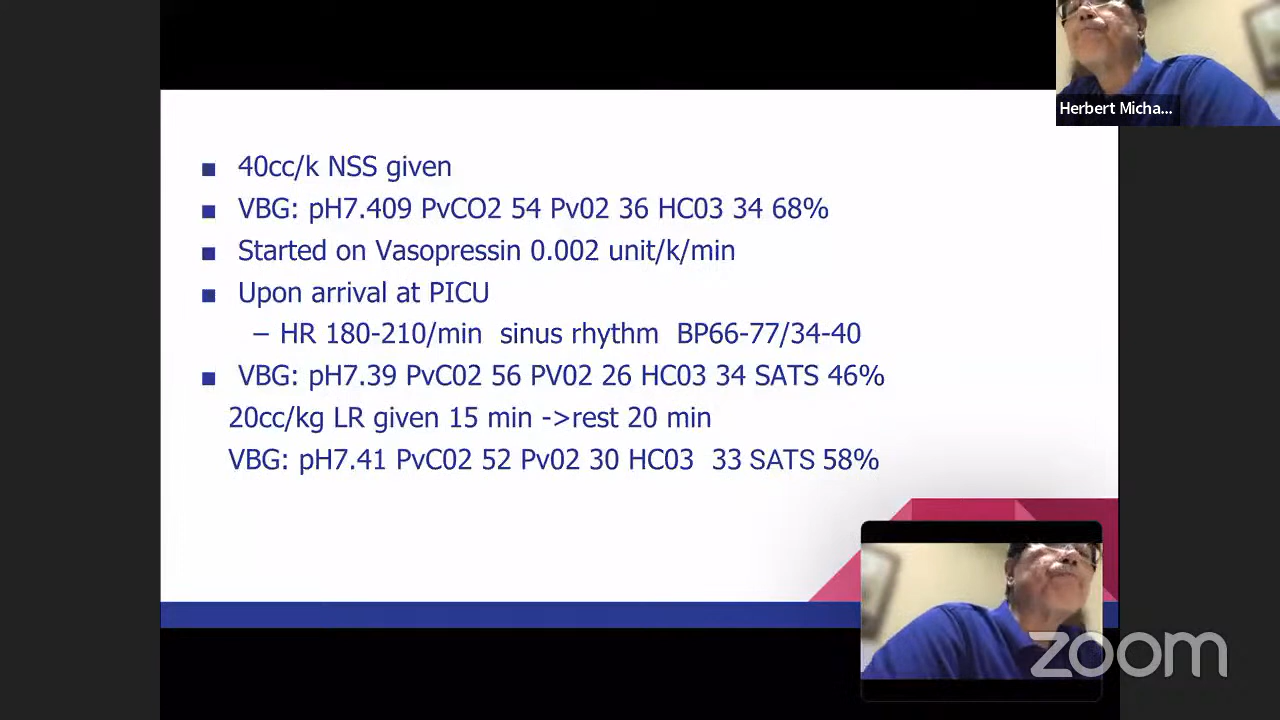 Herbert Micha...
■ 40cc/k NSS given
■ VBG: pH7.409 PvCO2 54 Pv02 36 HC03 34 68%
■ Started on Vasopressin 0.002 unit/k/min
■ Upon arrival at PICU
– HR 180-210/min sinus rhythm BP66-77/34-40
■ VBG: pH7.39 PvC02 56 PV02 26 HC03 34 SATS 46%
20cc/kg LR given 15 min ->rest 20 min
VBG: pH7.41 PvC02 52 Pv02 30 HC03 33 SATS 58%
zoom